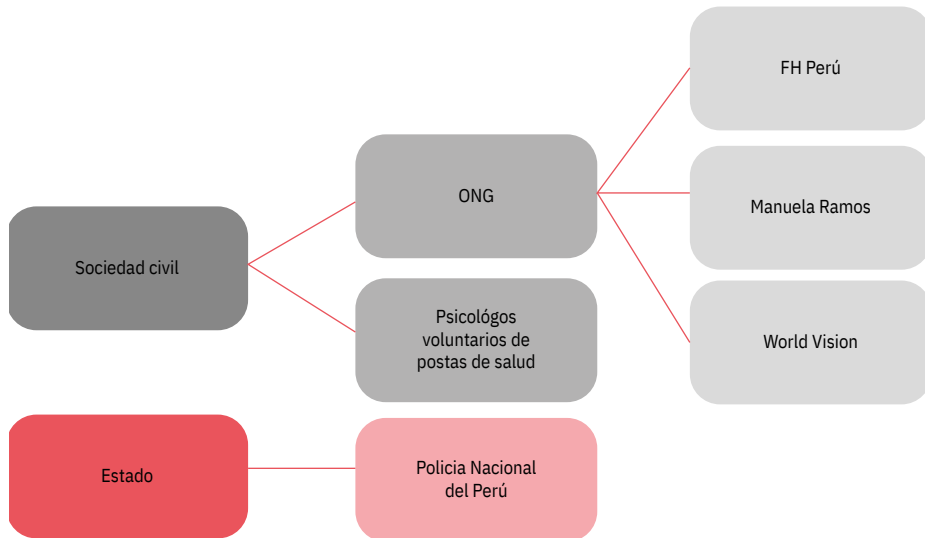 FH Perú
ONG
Manuela Ramos
Sociedad civil
Psicológos
voluntarios de
postas de salud
World Vision
Estado
Policia Nacional
del Perú